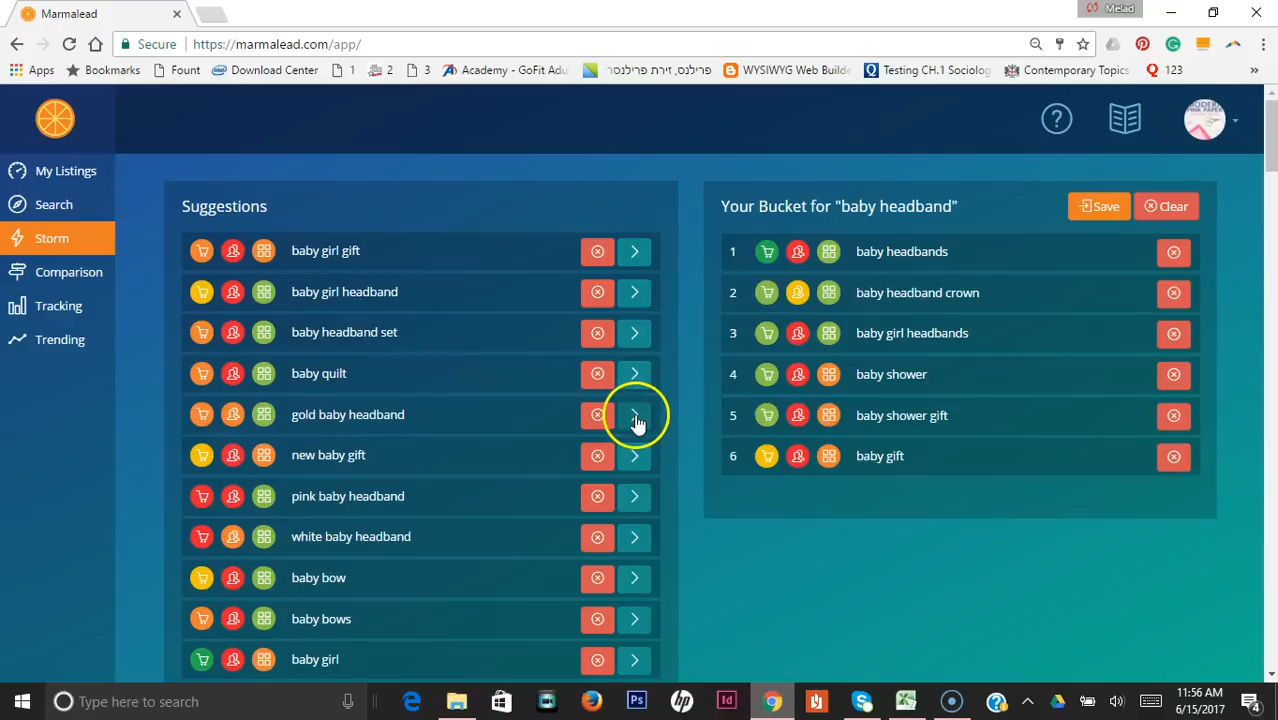 Marmalead
Melad
Secure https://marmalead.com/app/
Apps Bookmarks Fount Download Center 1 2 3 Academy - GoFit Adu פרילנס, זירת פרילנסר WYSIWYG Web Builde Testing CH.1 Sociolog Contemporary Topics 123 »
My Listings
Search
Storm
Comparison
Tracking
Trending
Suggestions
baby girl gift
baby girl headband
baby headband set
baby quilt
gold baby headband
new baby gift
pink baby headband
white baby headband
baby bow
baby bows
baby girl
Your Bucket for "baby headband" Save Clear
1 baby headbands
2 baby headband crown
3 baby girl headbands
4 baby shower
5 baby shower gift
6 baby gift
Type here to search
11:56 AM
6/15/2017
4